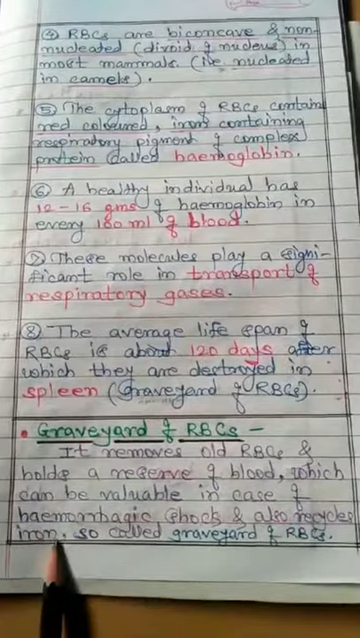 ④ RBCs are biconcave & non-
nucleated (divoid of nucleus) in
most mammals. (i.e. nucleated
in camels).
⑤ The cytoplasm of RBCs contain
red coloured, iron containing
respiratory pigment of complex
protein called haemoglobin.
⑥ A healthy individual has
12-16 gms of haemoglobin in
every 100 ml of blood.
⑦ These molecules play a signi-
ficant role in transport of
respiratory gases.
⑧ The average life span of
RBCs is about 120 days after
which they are destroyed in
spleen (Graveyard of RBCs).
• Graveyard of RBCs -
It removes old RBCs &
holds a reserve of blood, which
can be valuable in case of
haemorrhagic shock & also recycles
iron, so called graveyard of RBCs.